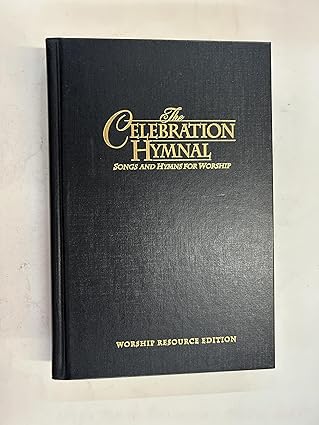 The
CELEBRATION
HYMNAL
SONGS AND HYMNS FOR WORSHIP
WORSHIP RESOURCE EDITION